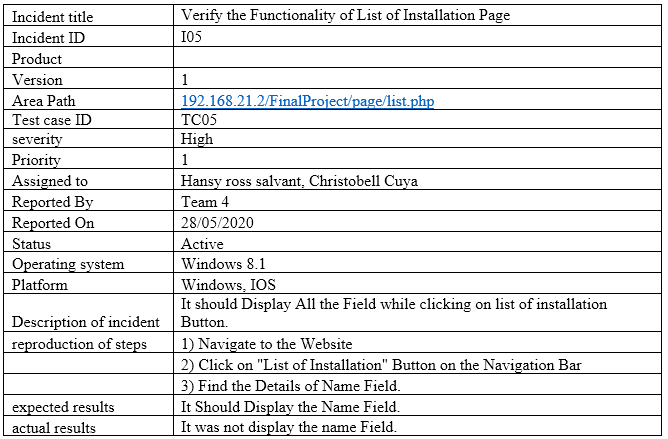 Incident title Verify the Functionality of List of Installation Page
Incident ID I05
Product
Version 1
Area Path 192.168.21.2/FinalProject/page/list.php
Test case ID TC05
severity High
Priority 1
Assigned to Hansy ross salvant, Christobell Cuya
Reported By Team 4
Reported On 28/05/2020
Status Active
Operating system Windows 8.1
Platform Windows, IOS
It should Display All the Field while clicking on list of installation
Description of incident Button.
reproduction of steps 1) Navigate to the Website
2) Click on "List of Installation" Button on the Navigation Bar
3) Find the Details of Name Field.
expected results It Should Display the Name Field.
actual results It was not display the name Field.